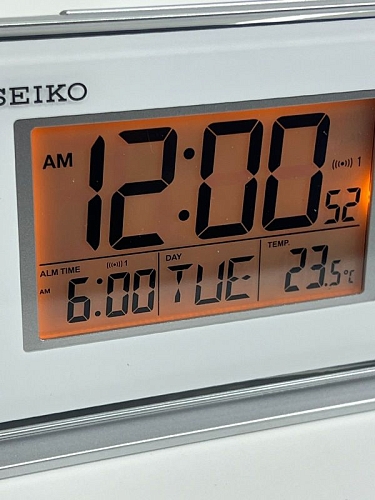 SEIKO
AM 12:00 52 ((•)) 1
ALM TIME ((•)) 1 DAY TEMP.
AM 6:00 TUE 23.5°C